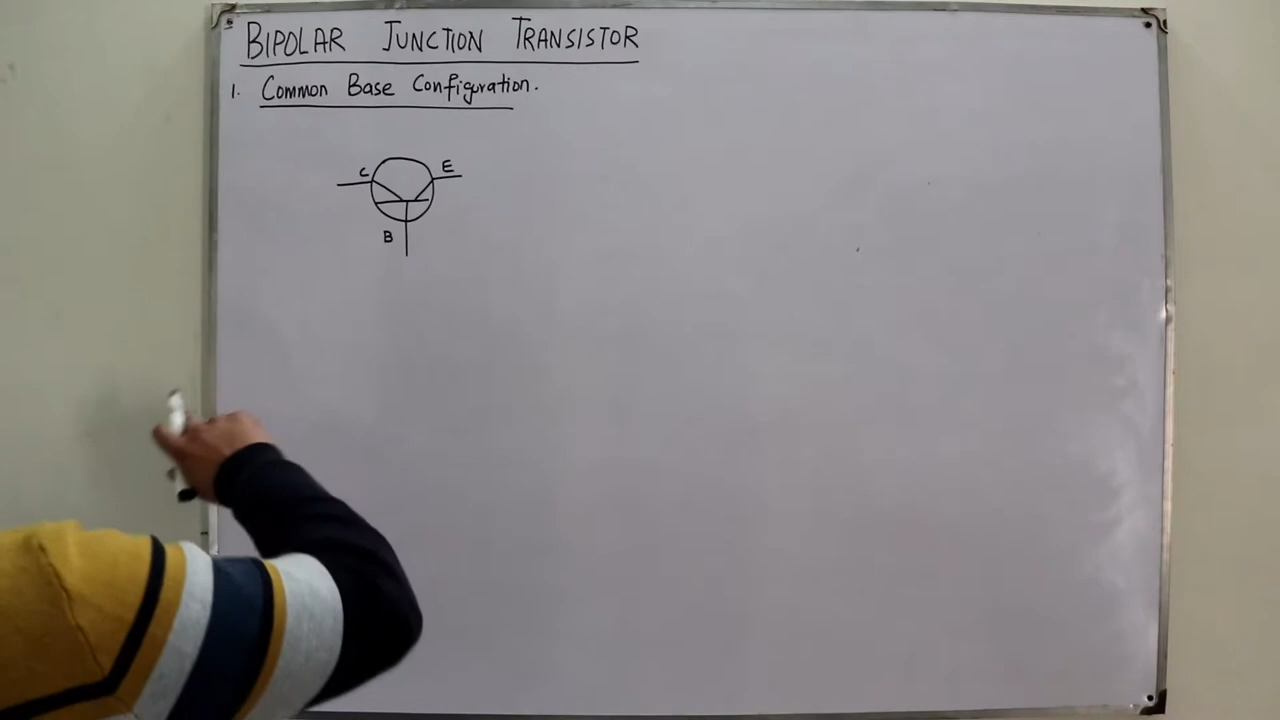 BIPOLAR JUNCTION TRANSISTOR
1. Common Base Configuration.
C E
B